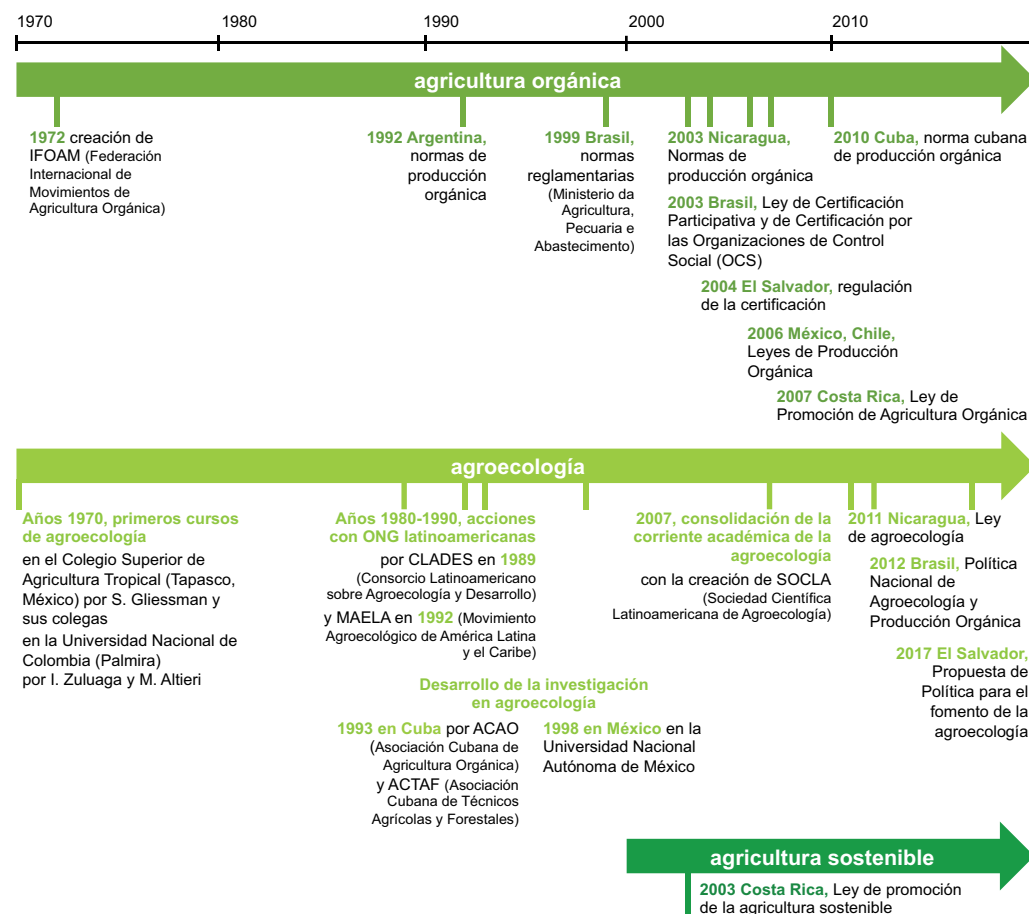 1970 1980 1990 2000 2010
agricultura orgánica
1972 creación de
IFOAM (Federación
Internacional de
Movimientos de
Agricultura Orgánica)
1992 Argentina,
normas de
producción
orgánica
1999 Brasil,
normas
reglamentarias
(Ministerio da
Agricultura,
Pecuaria e
Abastecimento)
2003 Nicaragua,
Normas de
producción orgánica
2003 Brasil, Ley de Certificación
Participativa y de Certificación por
las Organizaciones de Control
Social (OCS)
2004 El Salvador, regulación
de la certificación
2006 México, Chile,
Leyes de Producción
Orgánica
2007 Costa Rica, Ley de
Promoción de Agricultura Orgánica
2010 Cuba, norma cubana
de producción orgánica
agroecología
Años 1970, primeros cursos
de agroecología
en el Colegio Superior de
Agricultura Tropical (Tapasco,
México) por S. Gliessman y
sus colegas
en la Universidad Nacional de
Colombia (Palmira)
por I. Zuluaga y M. Altieri
Años 1980-1990, acciones
con ONG latinoamericanas
por CLADES en 1989
(Consorcio Latinoamericano
sobre Agroecología y Desarrollo)
y MAELA en 1992 (Movimiento
Agroecológico de América Latina
y el Caribe)
Desarrollo de la investigación
en agroecología
1993 en Cuba por ACAO
(Asociación Cubana de
Agricultura Orgánica)
y ACTAF (Asociación
Cubana de Técnicos
Agrícolas y Forestales)
1998 en México en la
Universidad Nacional
Autónoma de México
2007, consolidación de la
corriente académica de la
agroecología
con la creación de SOCLA
(Sociedad Científica
Latinoamericana de Agroecología)
2011 Nicaragua, Ley
de agroecología
2012 Brasil, Política
Nacional de
Agroecología y
Producción Orgánica
2017 El Salvador,
Propuesta de
Política para el
fomento de la
agroecología
agricultura sostenible
2003 Costa Rica, Ley de promoción
de la agricultura sostenible